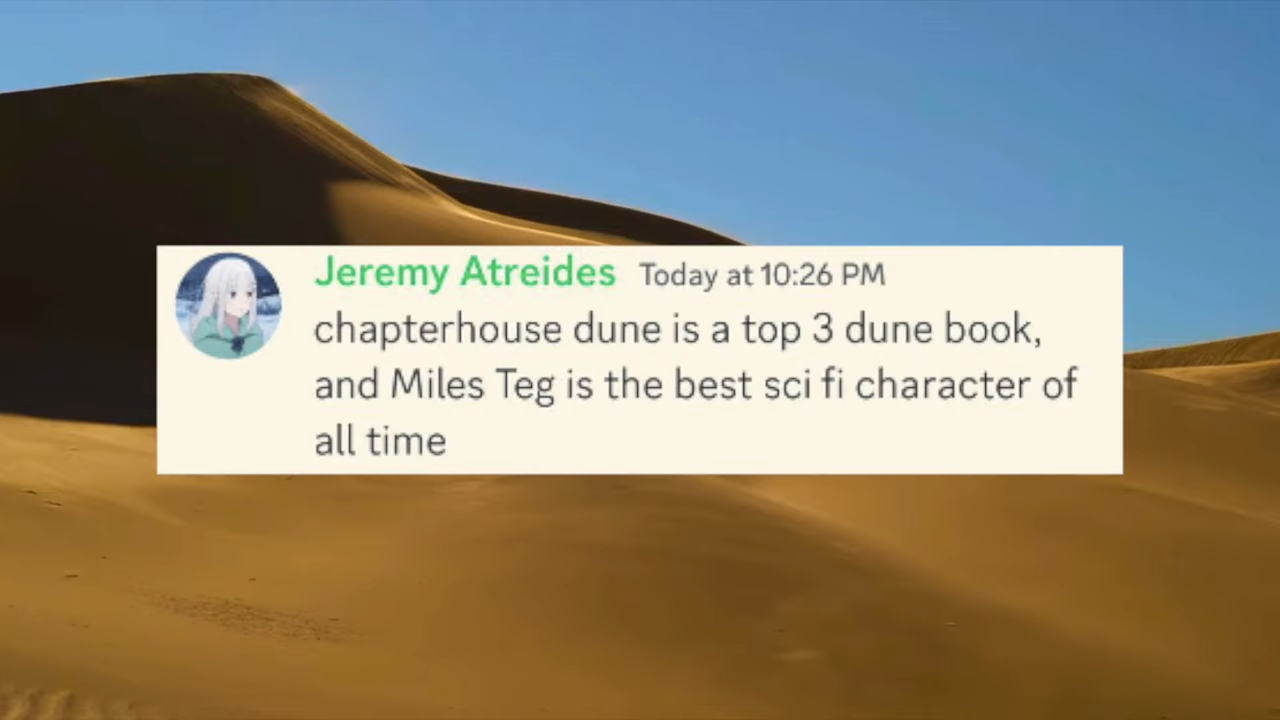 Jeremy Atreides Today at 10:26 PM
chapterhouse dune is a top 3 dune book,
and Miles Teg is the best sci fi character of
all time